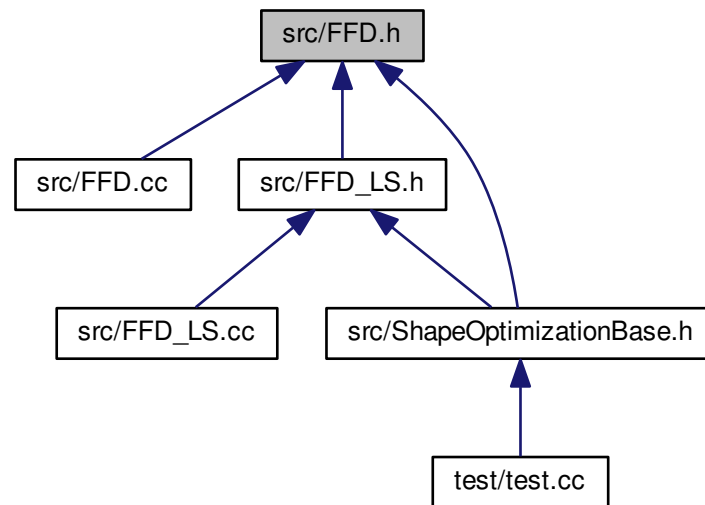 src/FFD.h
src/FFD.cc
src/FFD_LS.h
src/FFD_LS.cc
src/ShapeOptimizationBase.h
test/test.cc